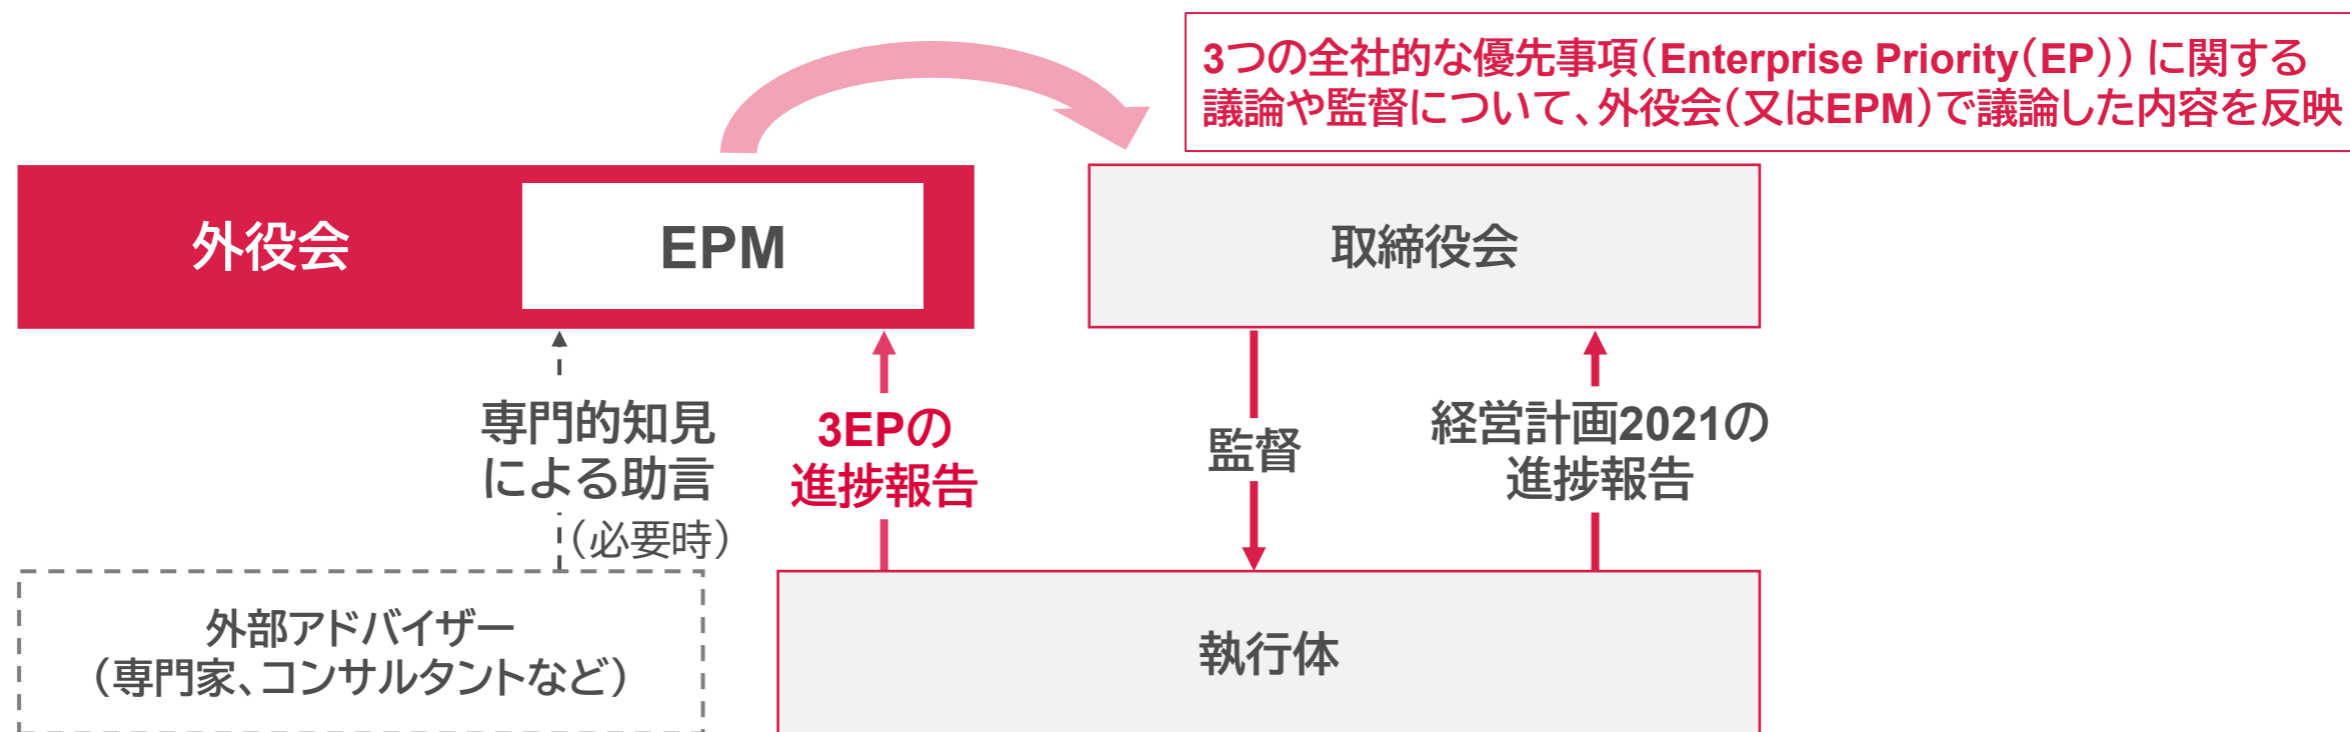 3つの全社的な優先事項(Enterprise Priority(EP))に関する
議論や監督について、外役会(又はEPM)で議論した内容を反映
外役会
EPM
取締役会
専門的知見
による助言
(必要時)
3EPの
進捗報告
監督
経営計画2021の
進捗報告
外部アドバイザー
(専門家、コンサルタントなど)
執行体